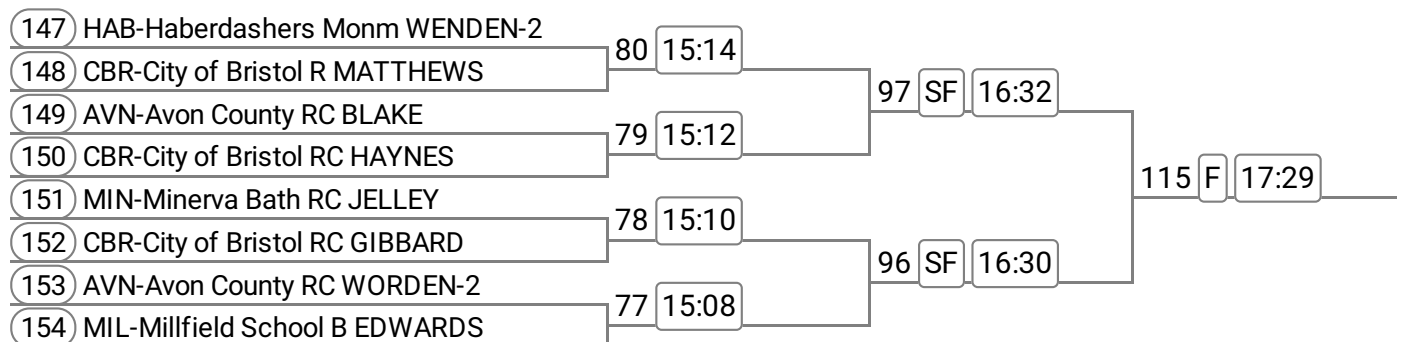 147 HAB-Haberdashers Monm WENDEN-2
80 15:14
148 CBR-City of Bristol R MATTHEWS
97 SF 16:32
149 AVN-Avon County RC BLAKE
79 15:12
150 CBR-City of Bristol RC HAYNES
115 F 17:29
151 MIN-Minerva Bath RC JELLEY
78 15:10
152 CBR-City of Bristol RC GIBBARD
96 SF 16:30
153 AVN-Avon County RC WORDEN-2
77 15:08
154 MIL-Millfield School B EDWARDS